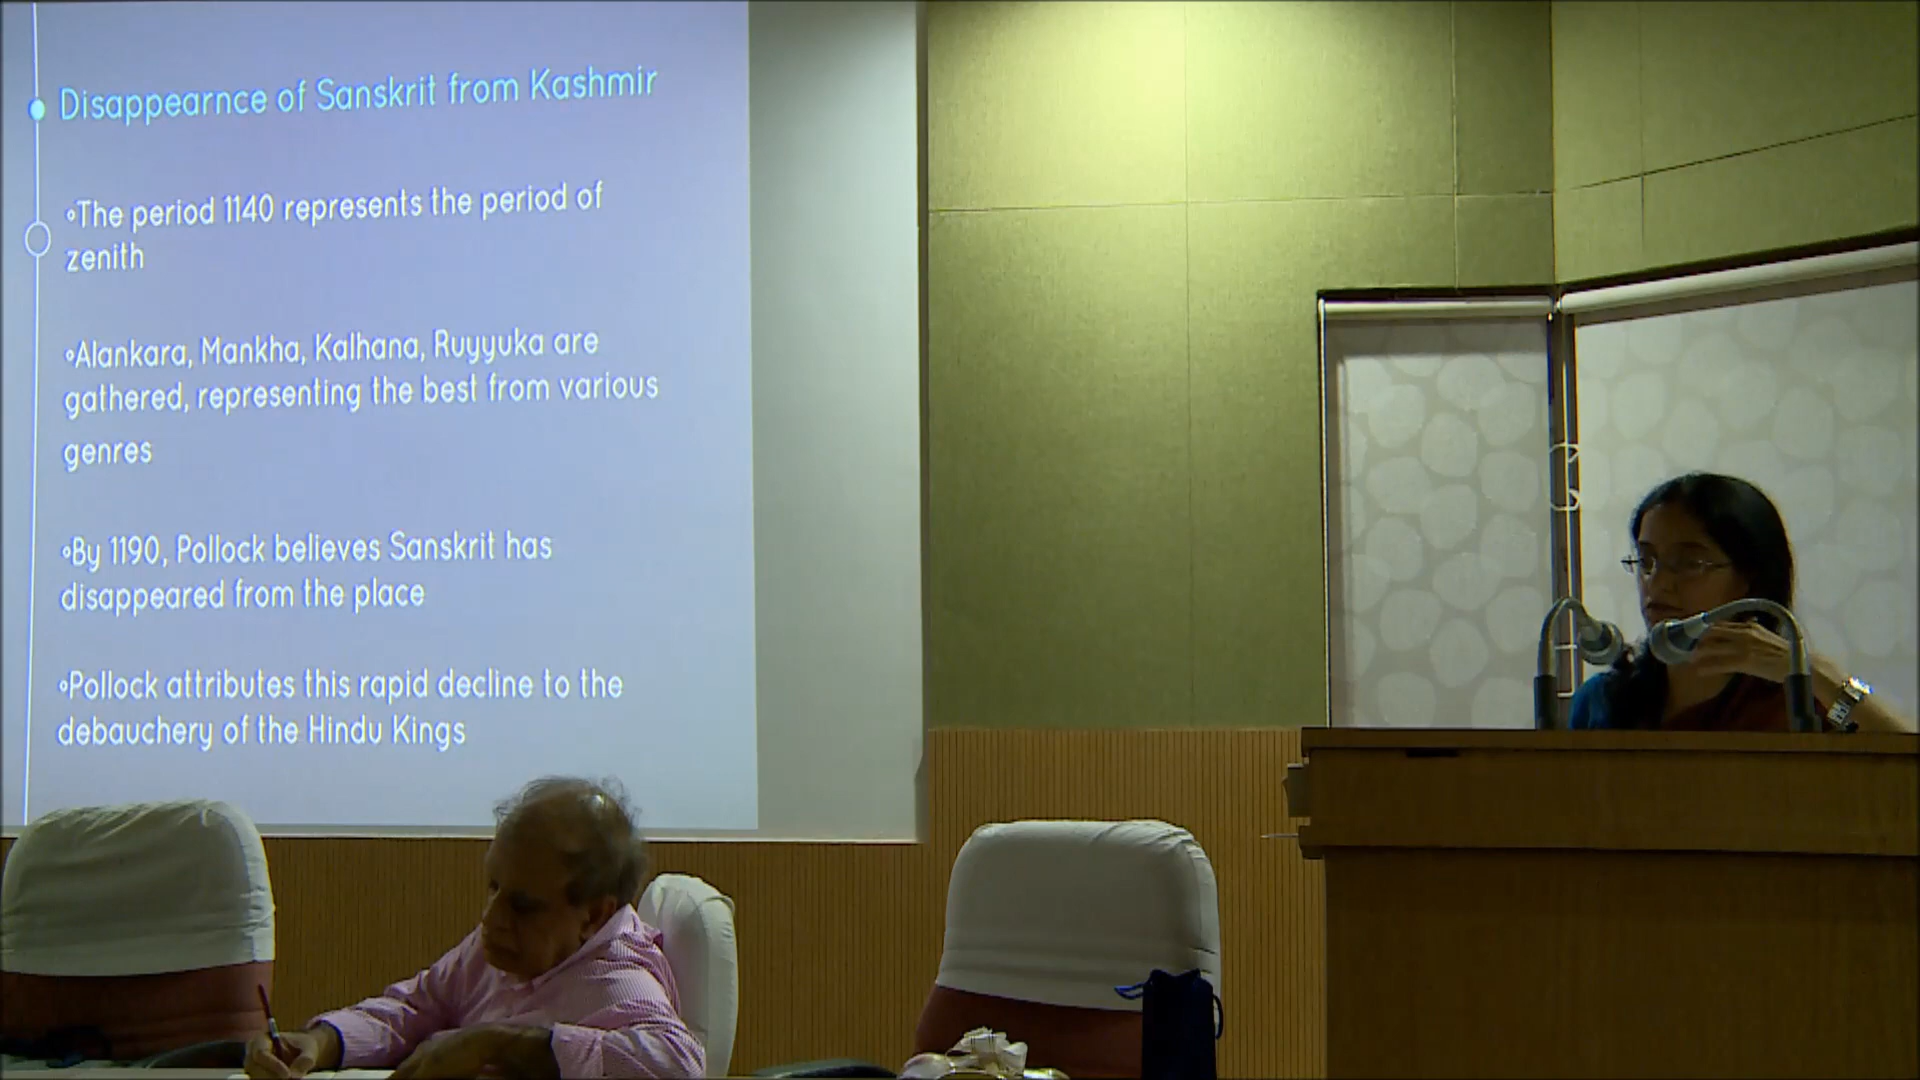 Disappearnce of Sanskrit from Kashmir
◦The period 1140 represents the period of
zenith
◦Alankara, Mankha, Kalhana, Ruyyuka are
gathered, representing the best from various
genres
◦By 1190, Pollock believes Sanskrit has
disappeared from the place
◦Pollock attributes this rapid decline to the
debauchery of the Hindu Kings